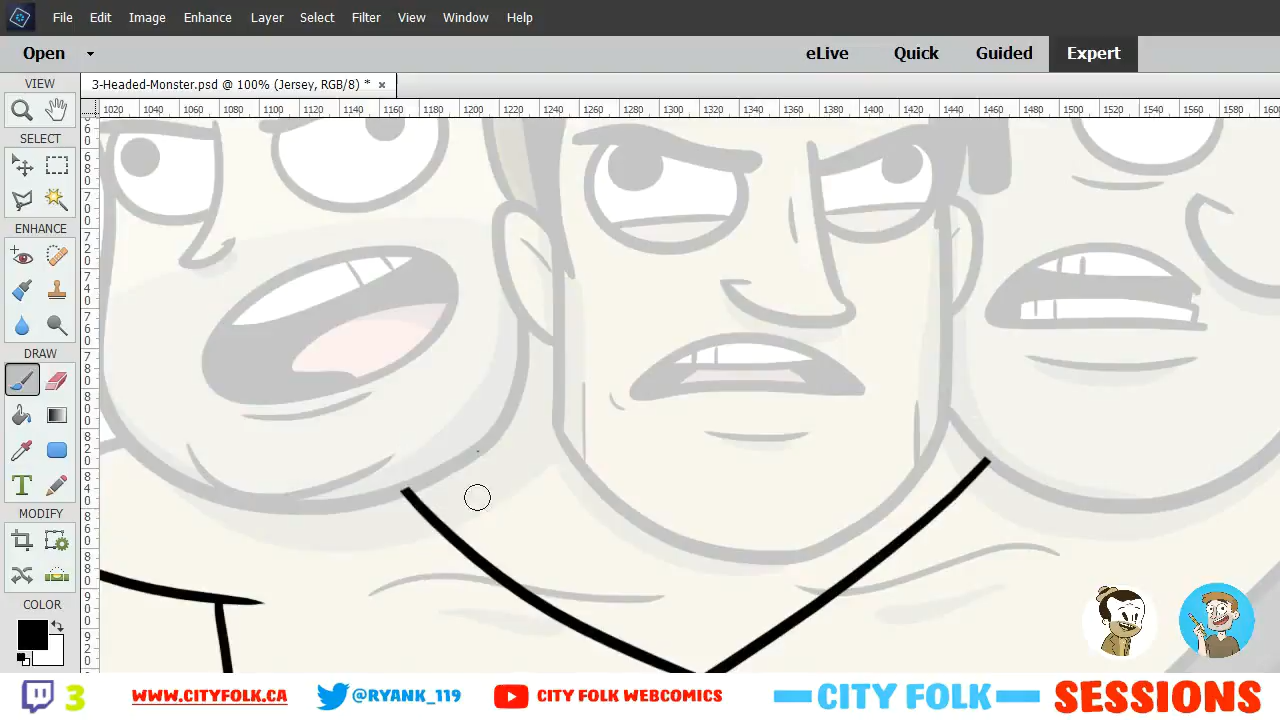 File Edit Image Enhance Layer Select Filter View Window Help
Open eLive Quick Guided Expert
VIEW 3-Headed-Monster.psd @ 100% (Jersey, RGB/8) * ×
1020 1040 1060 1080 1100 1120 1140 1160 1180 1200 1220 1240 1260 1280 1300 1320 1340 1360 1380 1400 1420 1440 1460 1480 1500 1520 1540 1560 1580 1600
SELECT
ENHANCE
DRAW
T
MODIFY
COLOR
3 WWW.CITYFOLK.CA @RYANK_119 CITY FOLK WEBCOMICS CITY FOLK SESSIONS